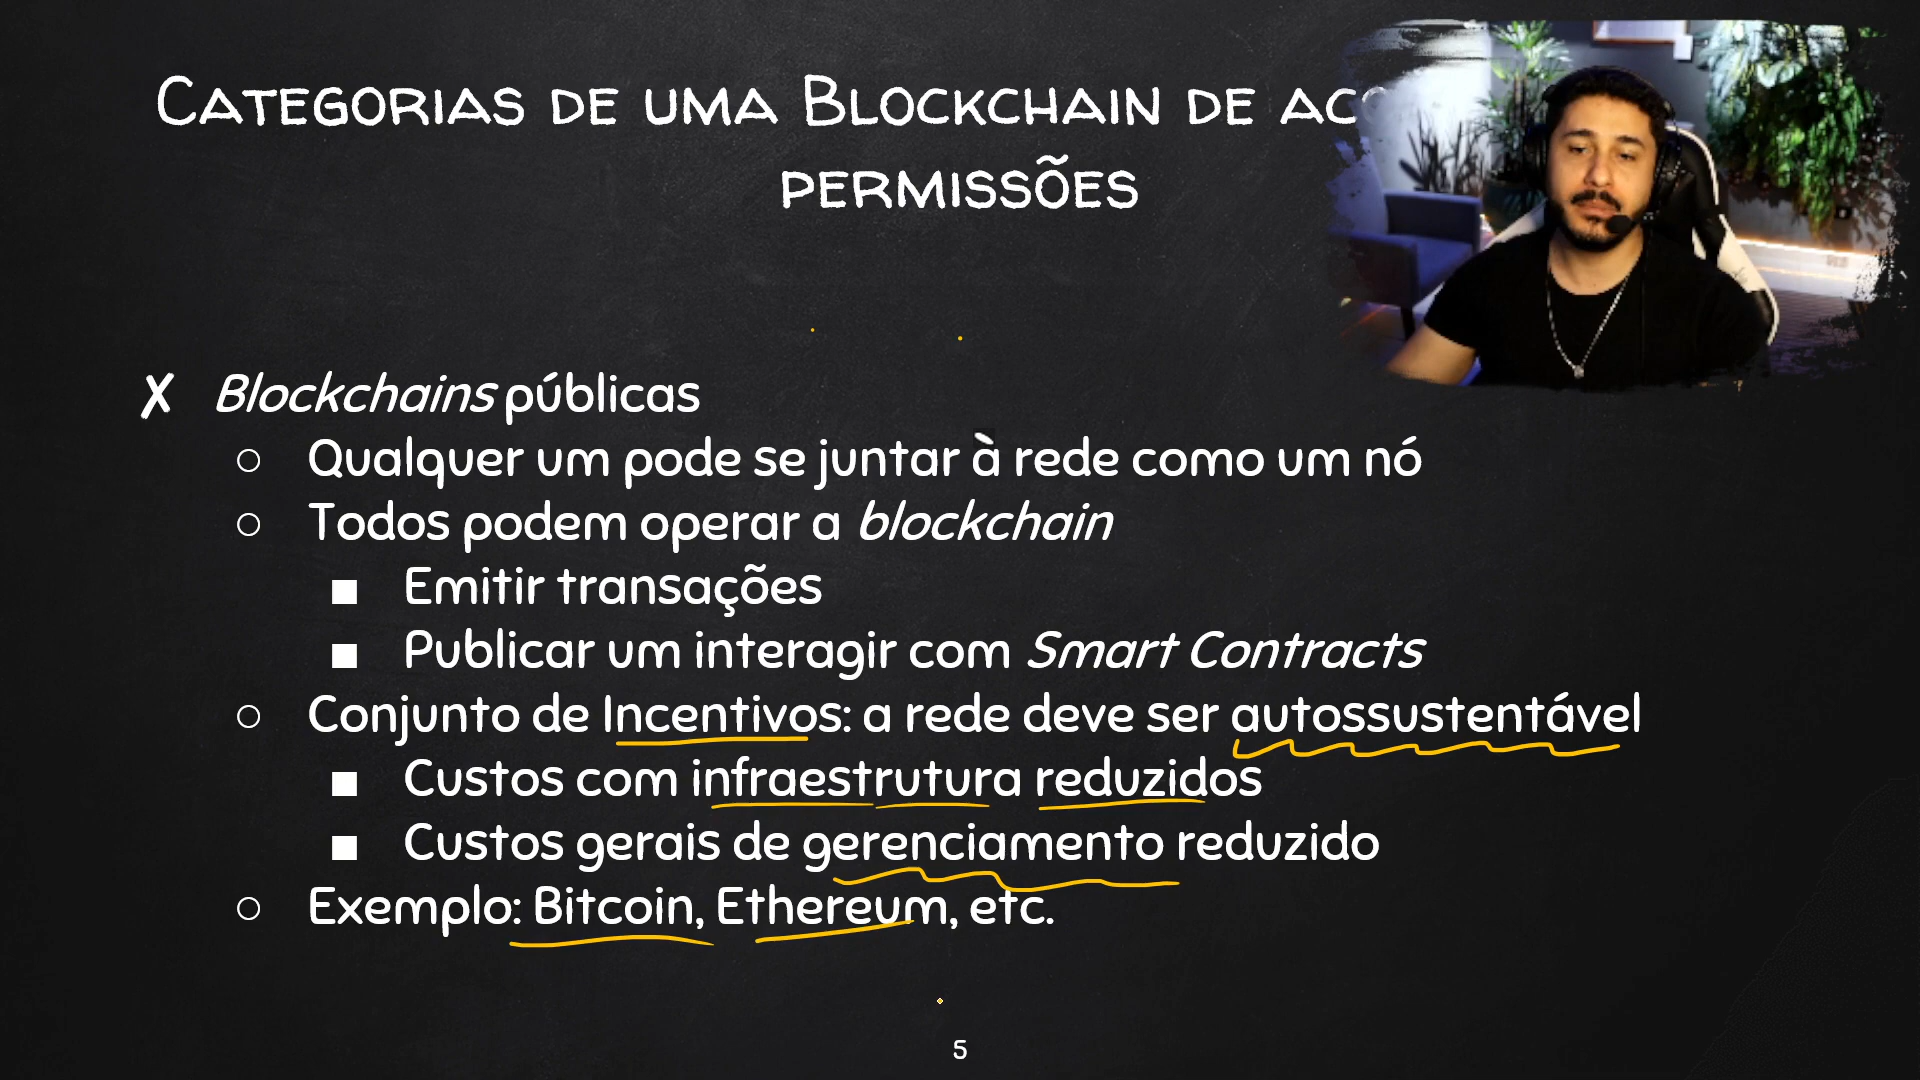 Categorias de uma Blockchain de
permissões
✗ Blockchains públicas
○ Qualquer um pode se juntar à rede como um nó
○ Todos podem operar a blockchain
■ Emitir transações
■ Publicar um interagir com Smart Contracts
○ Conjunto de Incentivos: a rede deve ser autossustentável
■ Custos com infraestrutura reduzidos
■ Custos gerais de gerenciamento reduzido
○ Exemplo: Bitcoin, Ethereum, etc.
5